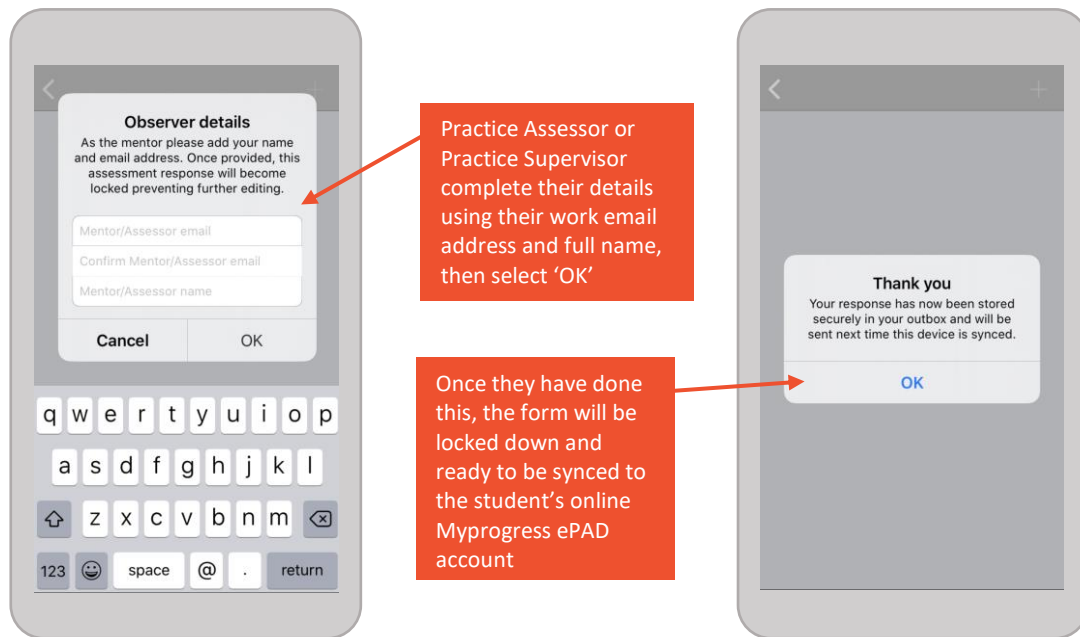 Observer details
As the mentor please add your name
and email address. Once provided, this
assessment response will become
locked preventing further editing.
Mentor/Assessor email
Confirm Mentor/Assessor email
Mentor/Assessor name
Cancel OK
q w e r t y u i o p
a s d f g h j k l
z x c v b n m
123 space @ . return
Practice Assessor or
Practice Supervisor
complete their details
using their work email
address and full name,
then select ‘OK’
Once they have done
this, the form will be
locked down and
ready to be synced to
the student’s online
Myprogress ePAD
account
Thank you
Your response has now been stored
securely in your outbox and will be
sent next time this device is synced.
OK